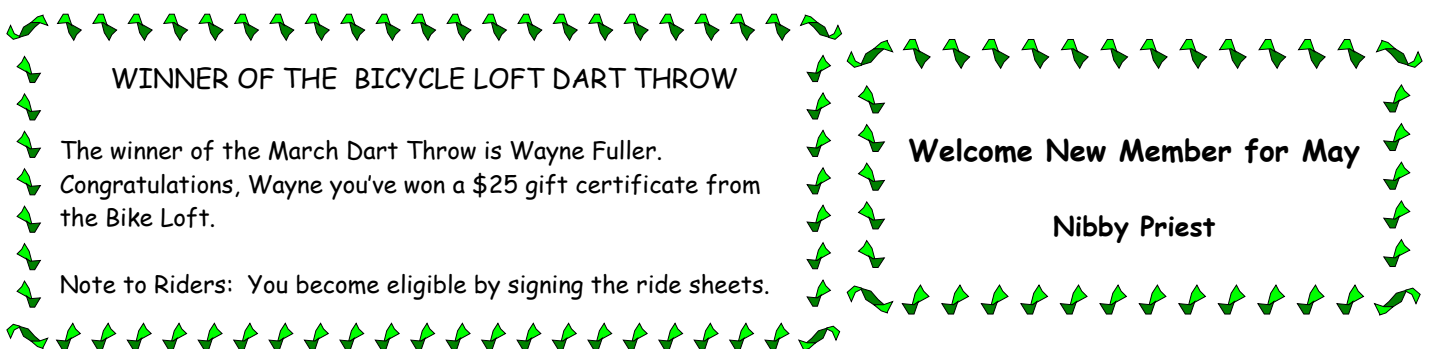 WINNER OF THE  BICYCLE LOFT DART THROW
The winner of the March Dart Throw is Wayne Fuller.
Congratulations, Wayne you've won a $25 gift certificate from
the Bike Loft.
Note to Riders:  You become eligible by signing the ride sheets.
Welcome New Member for May
Nibby Priest